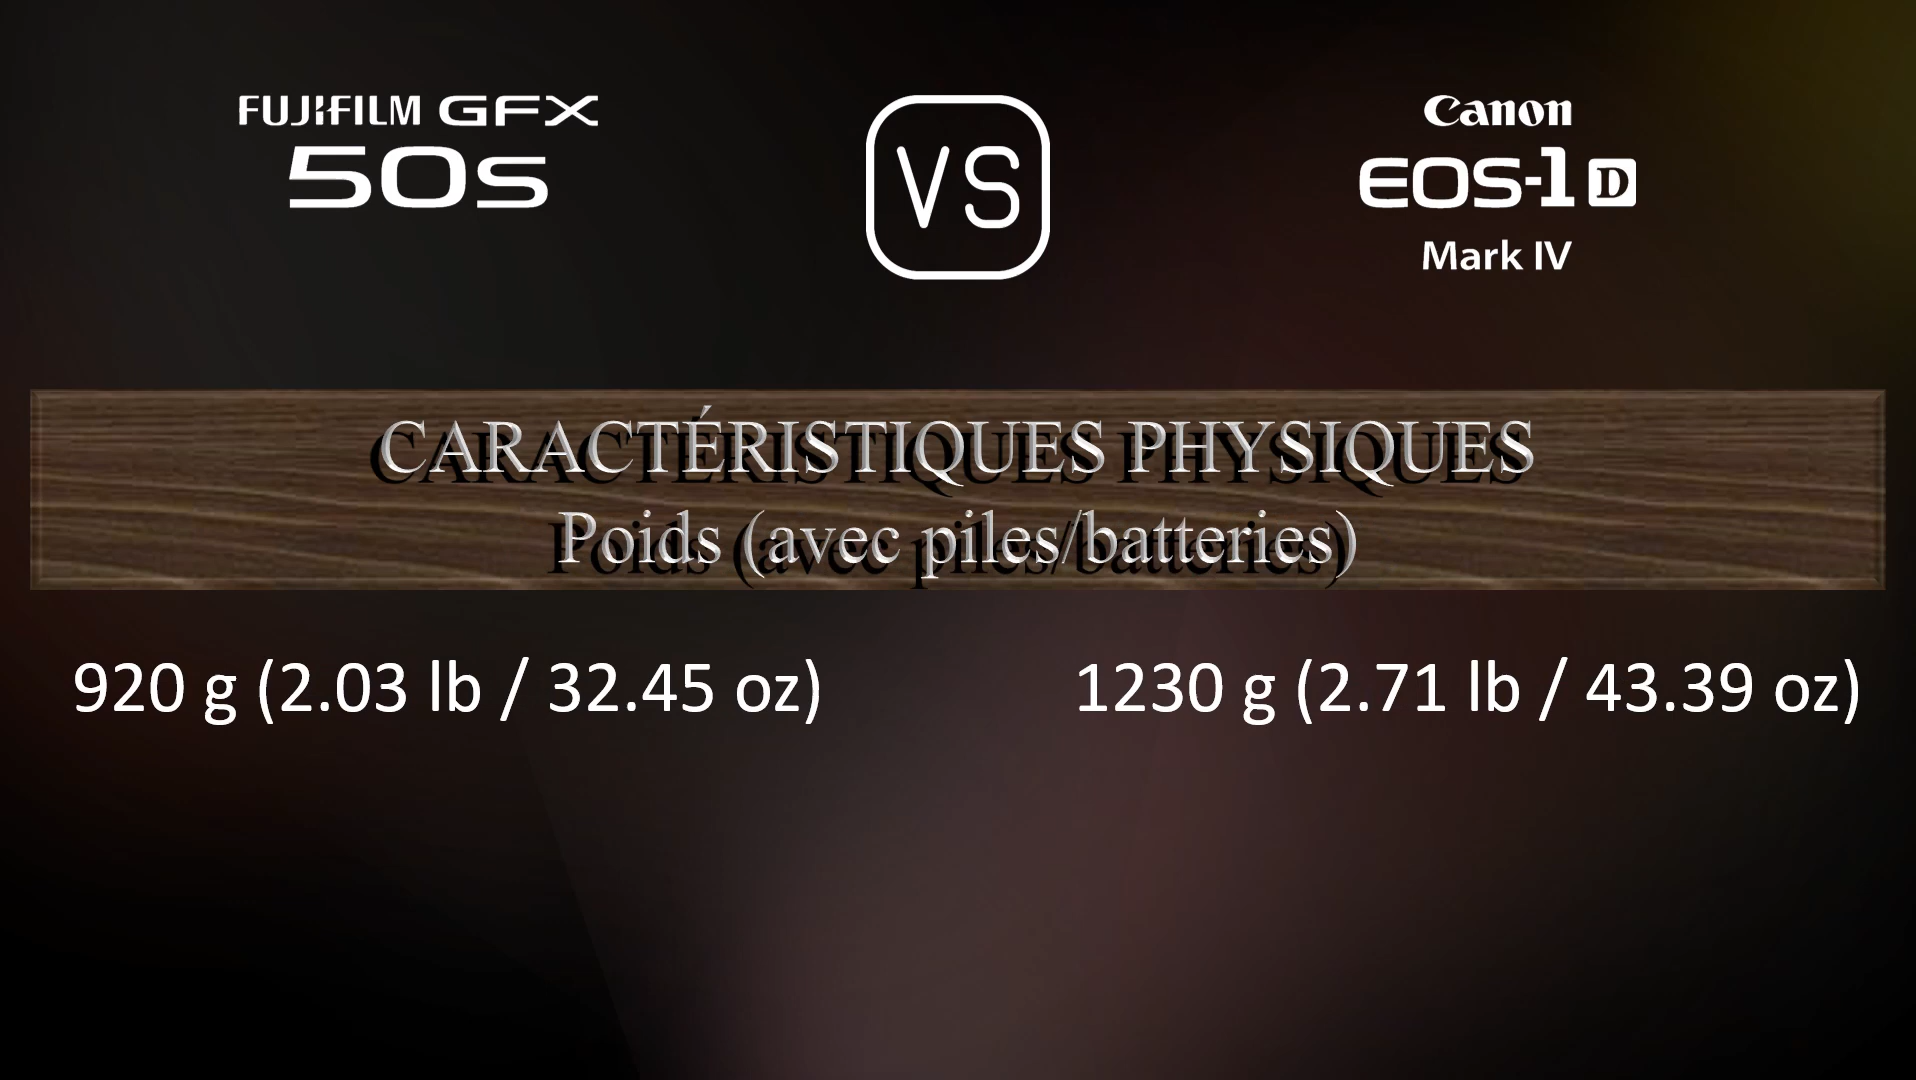 FUJIFILM GFX
50S
VS
Canon
EOS-1D
Mark IV
CARACTÉRISTIQUES PHYSIQUES
Poids (avec piles/batteries)
920 g (2.03 lb / 32.45 oz)
1230 g (2.71 lb / 43.39 oz)